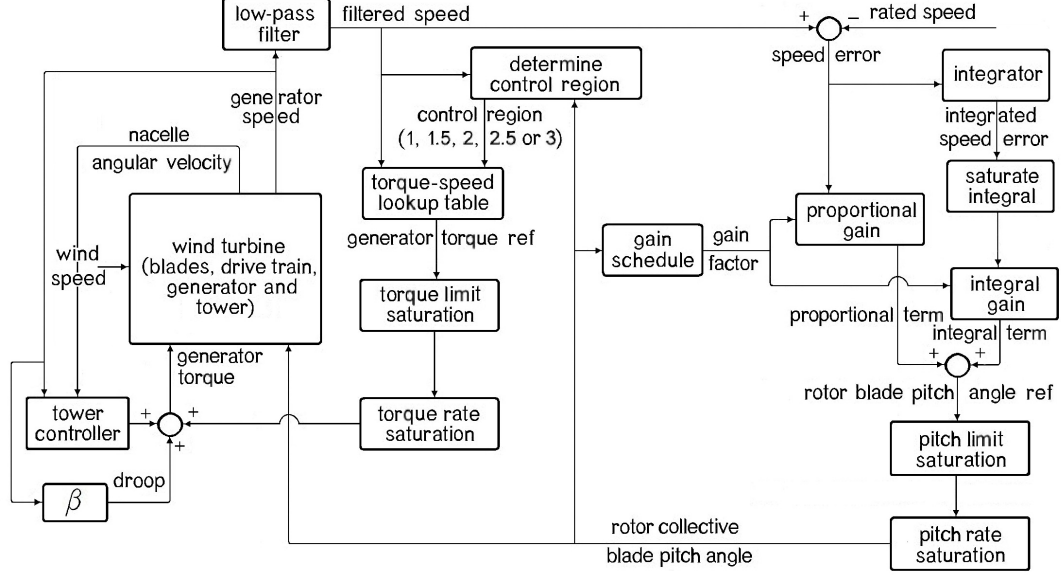 low-pass
filter
filtered speed
+
−
rated speed
speed error
determine
control region
integrator
generator
speed
control region
(1, 1.5, 2, 2.5 or 3)
integrated
speed error
nacelle
angular velocity
torque-speed
lookup table
saturate
integral
wind turbine
(blades, drive train,
generator and
tower)
wind
speed
generator torque ref
gain
schedule
gain
factor
proportional
gain
torque limit
saturation
integral
gain
proportional term
integral term
generator
torque
+
+
rotor blade pitch angle ref
tower
controller
+
+
+
torque rate
saturation
pitch limit
saturation
β
droop
rotor collective
blade pitch angle
pitch rate
saturation